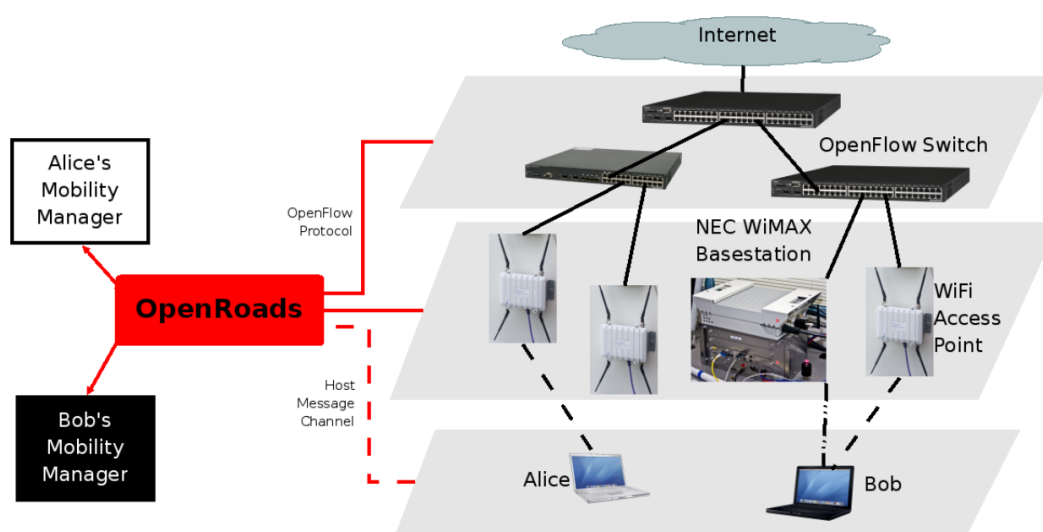 Internet
OpenFlow Switch
Alice's
Mobility
Manager
OpenFlow
Protocol
NEC WiMAX
Basestation
OpenRoads
WiFi
Access
Point
Host
Message
Channel
Bob's
Mobility
Manager
Alice
Bob